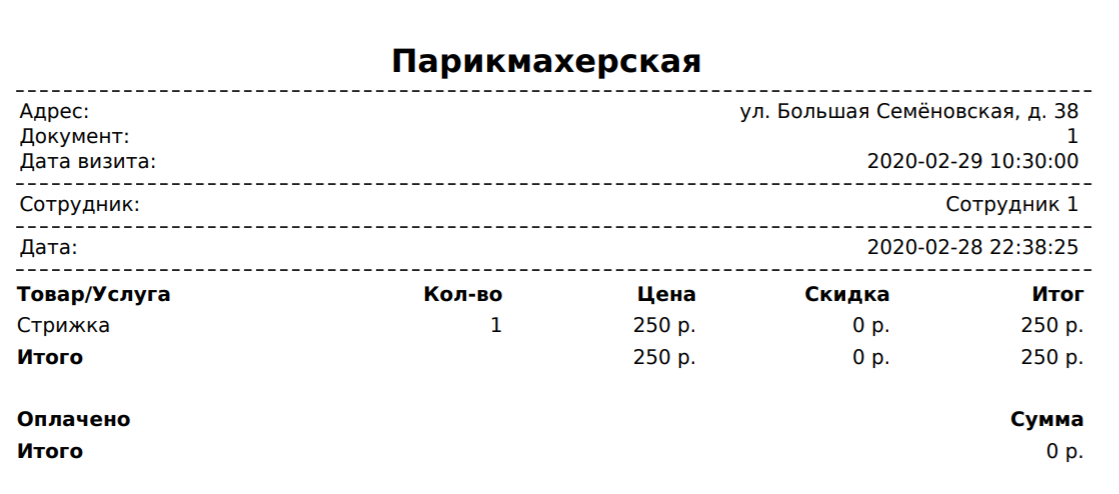 Парикмахерская
Адрес: ул. Большая Семёновская, д. 38
Документ: 1
Дата визита: 2020-02-29 10:30:00
Сотрудник: Сотрудник 1
Дата: 2020-02-28 22:38:25
Товар/Услуга Кол-во Цена Скидка Итог
Стрижка 1 250 р. 0 р. 250 р.
Итого 250 р. 0 р. 250 р.
Оплачено Сумма
Итого 0 р.